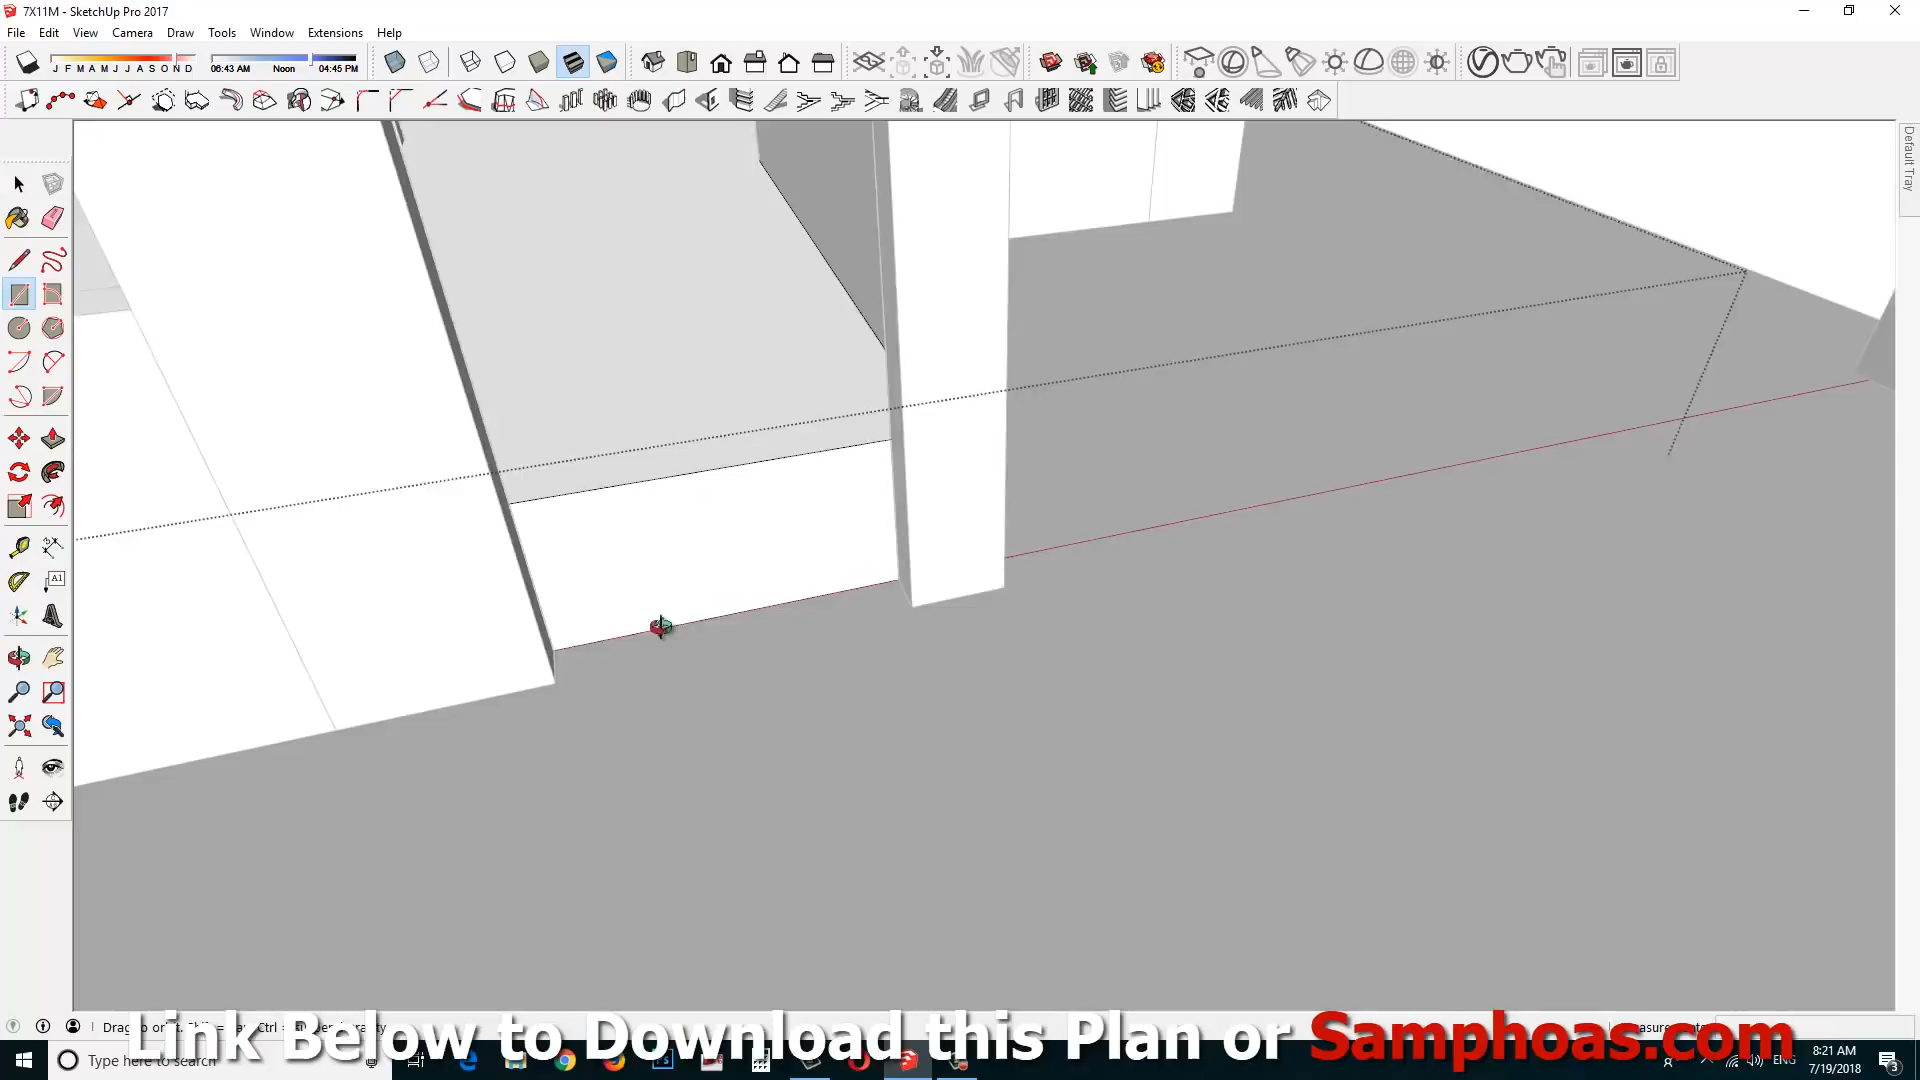 7X11M - SketchUp Pro 2017
File Edit View Camera Draw Tools Window Extensions Help
J F M A M J J A S O N D 06:43 AM Noon 04:45 PM
Default Tray
A1
Link Below to Download this Plan or Samphoas.com
Type here to search
ENG
8:21 AM
7/19/2018
3